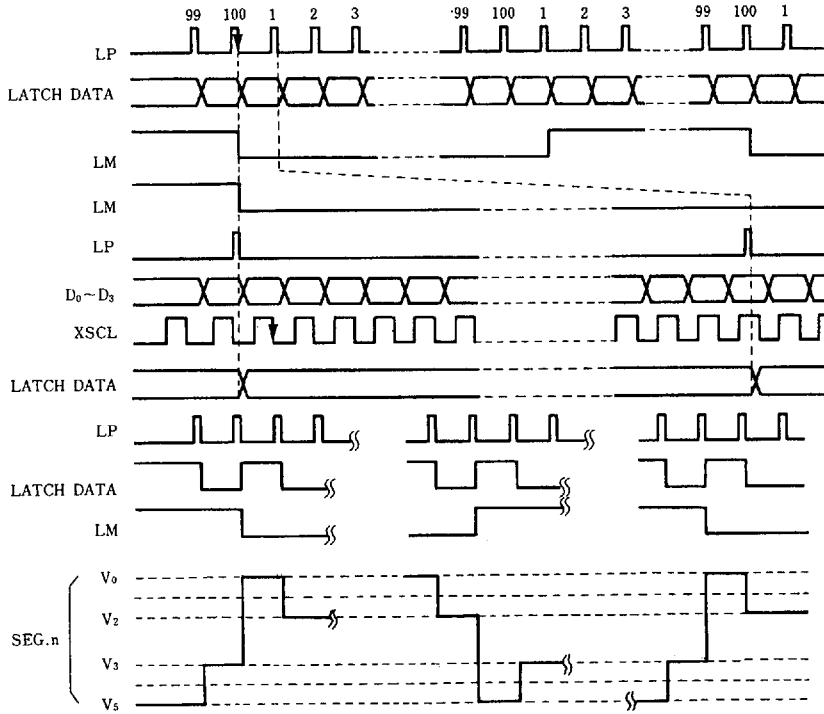 99 100 1 2 3 ·99 100 1 2 3 99 100 1
LP
LATCH DATA
LM
LM
LP
D₀~D₃
XSCL
LATCH DATA
LP
LATCH DATA
LM
V₀
V₂
SEG.n
V₃
V₅